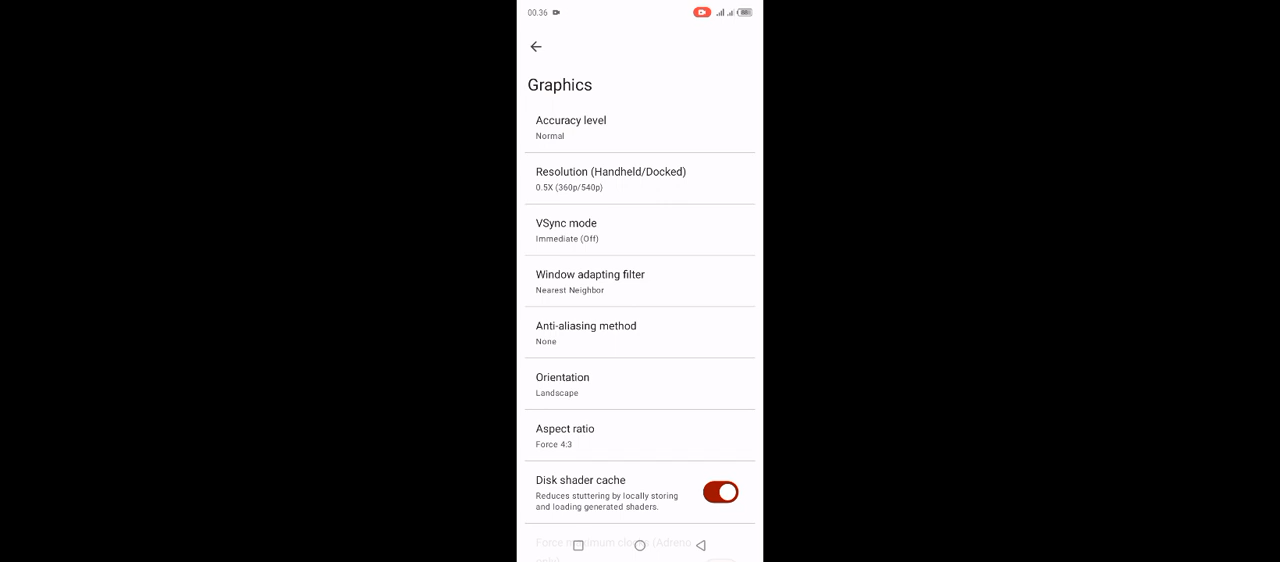 00.36
Graphics
Accuracy level
Normal
Resolution (Handheld/Docked)
0.5X (360p/540p)
VSync mode
Immediate (Off)
Window adapting filter
Nearest Neighbor
Anti-aliasing method
None
Orientation
Landscape
Aspect ratio
Force 4:3
Disk shader cache
Reduces stuttering by locally storing
and loading generated shaders.
Force maximum clocks (Adreno
only)